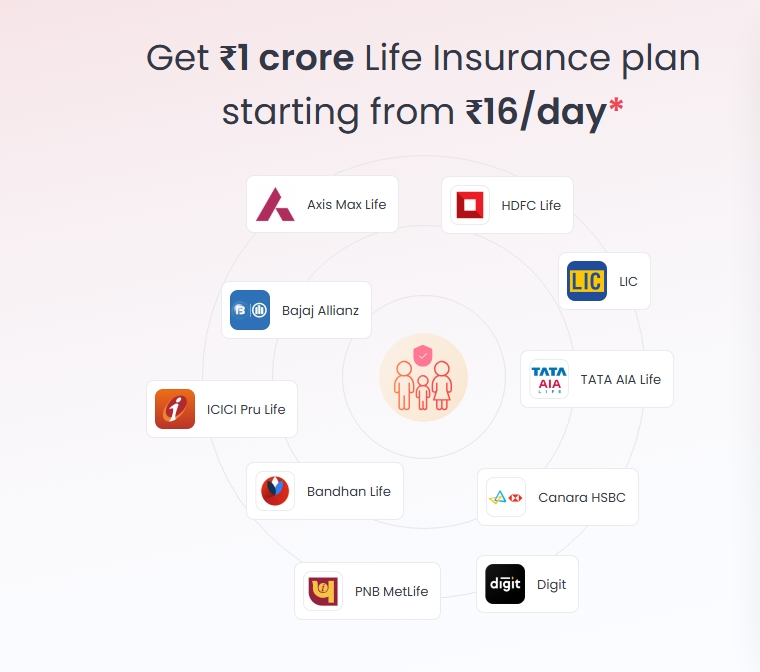 Get ₹1 crore Life Insurance plan
starting from ₹16/day*
Axis Max Life
HDFC Life
LIC LIC
Bajaj Allianz
TATA AIA LIFE TATA AIA Life
ICICI Pru Life
Bandhan Life
Canara HSBC
PNB MetLife
digit Digit